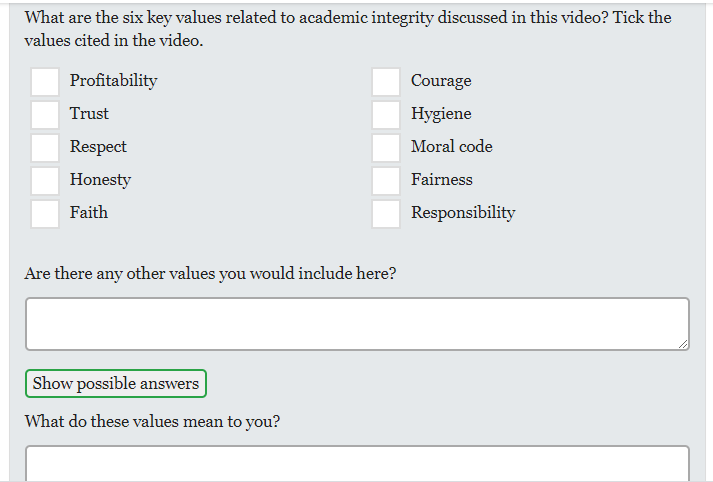 What are the six key values related to academic integrity discussed in this video? Tick the
values cited in the video.
Profitability
Trust
Respect
Honesty
Faith
Courage
Hygiene
Moral code
Fairness
Responsibility
Are there any other values you would include here?
Show possible answers
What do these values mean to you?